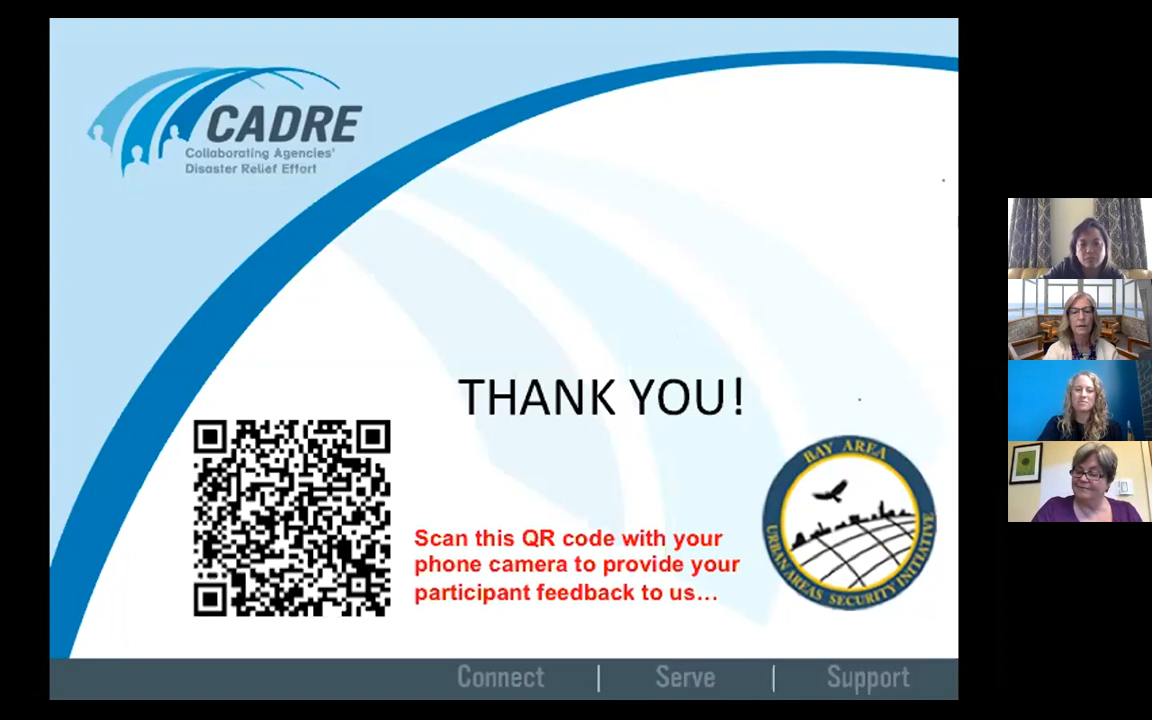 CADRE
Collaborating Agencies'
Disaster Relief Effort
THANK YOU!
Scan this QR code with your
phone camera to provide your
participant feedback to us...
BAY AREA
URBAN AREAS SECURITY INITIATIVE
Connect | Serve | Support